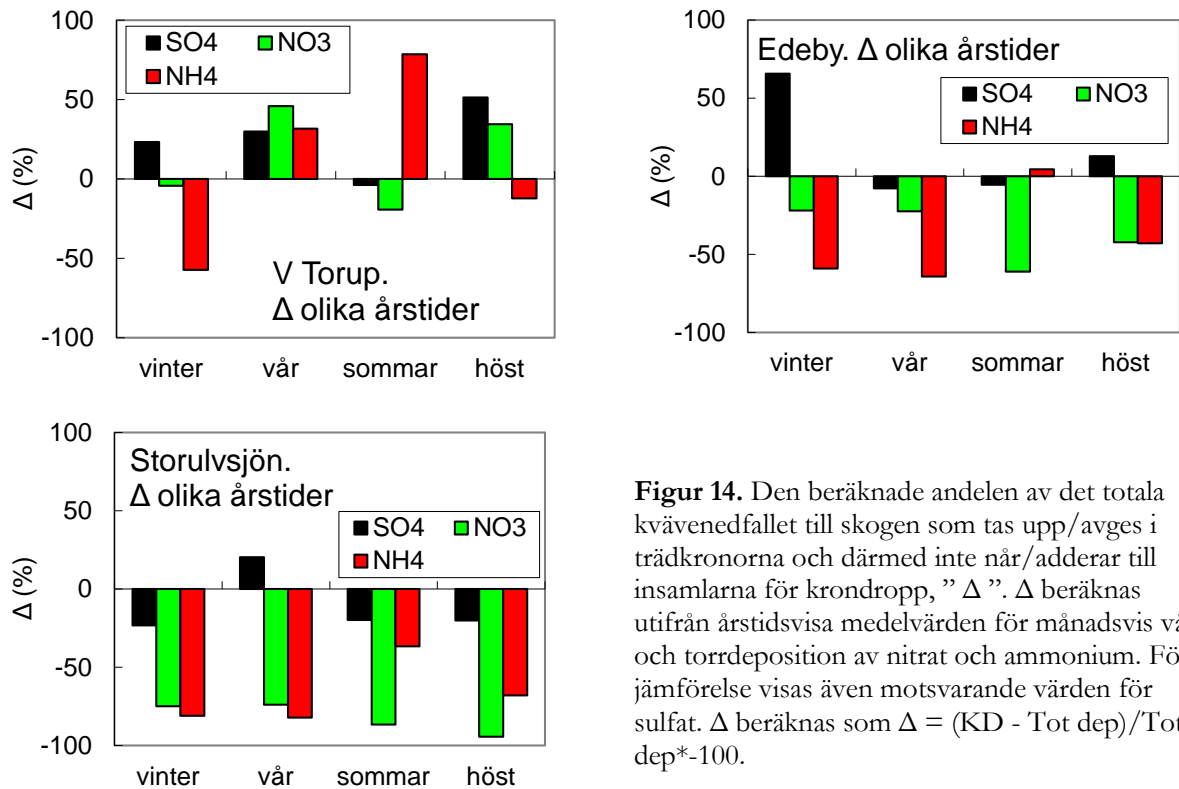 100
50
0
-50
-100
Δ (%)
SO4 NO3
NH4
V Torup.
Δ olika årstider
vinter vår sommar höst
100
50
0
-50
-100
Δ (%)
Edeby. Δ olika årstider
SO4 NO3
NH4
vinter vår sommar höst
100
50
0
-50
-100
Δ (%)
Storulvsjön.
Δ olika årstider
SO4 NO3
NH4
vinter vår sommar höst
Figur 14. Den beräknade andelen av det totala
kvävenedfallet till skogen som tas upp/avges i
trädkronorna och därmed inte når/adderar till
insamlarna för krondropp, ” Δ ”. Δ beräknas
utifrån årstidsvisa medelvärden för månadsvis
och torrdeposition av nitrat och ammonium.
jämförelse visas även motsvarande värden för
sulfat. Δ beräknas som Δ = (KD - Tot dep)/Tot
dep*-100.